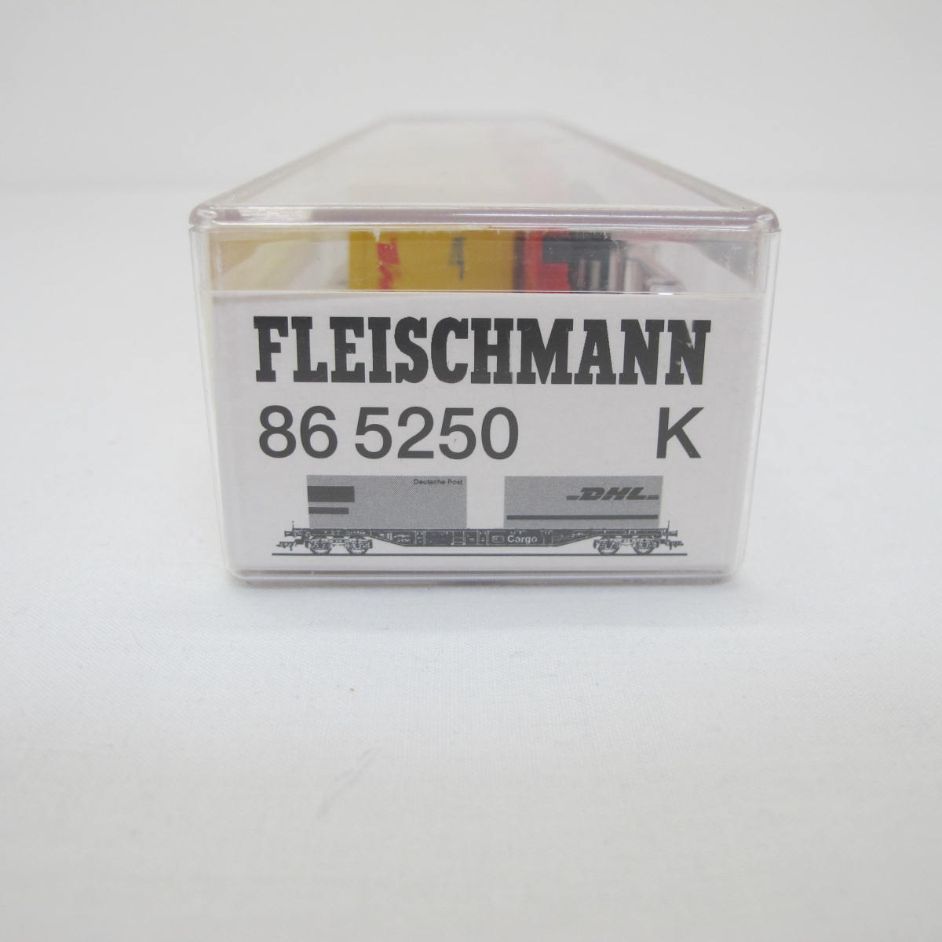 FLEISCHMANN
86 5250 K
Deutsche Post
DHL
Cargo